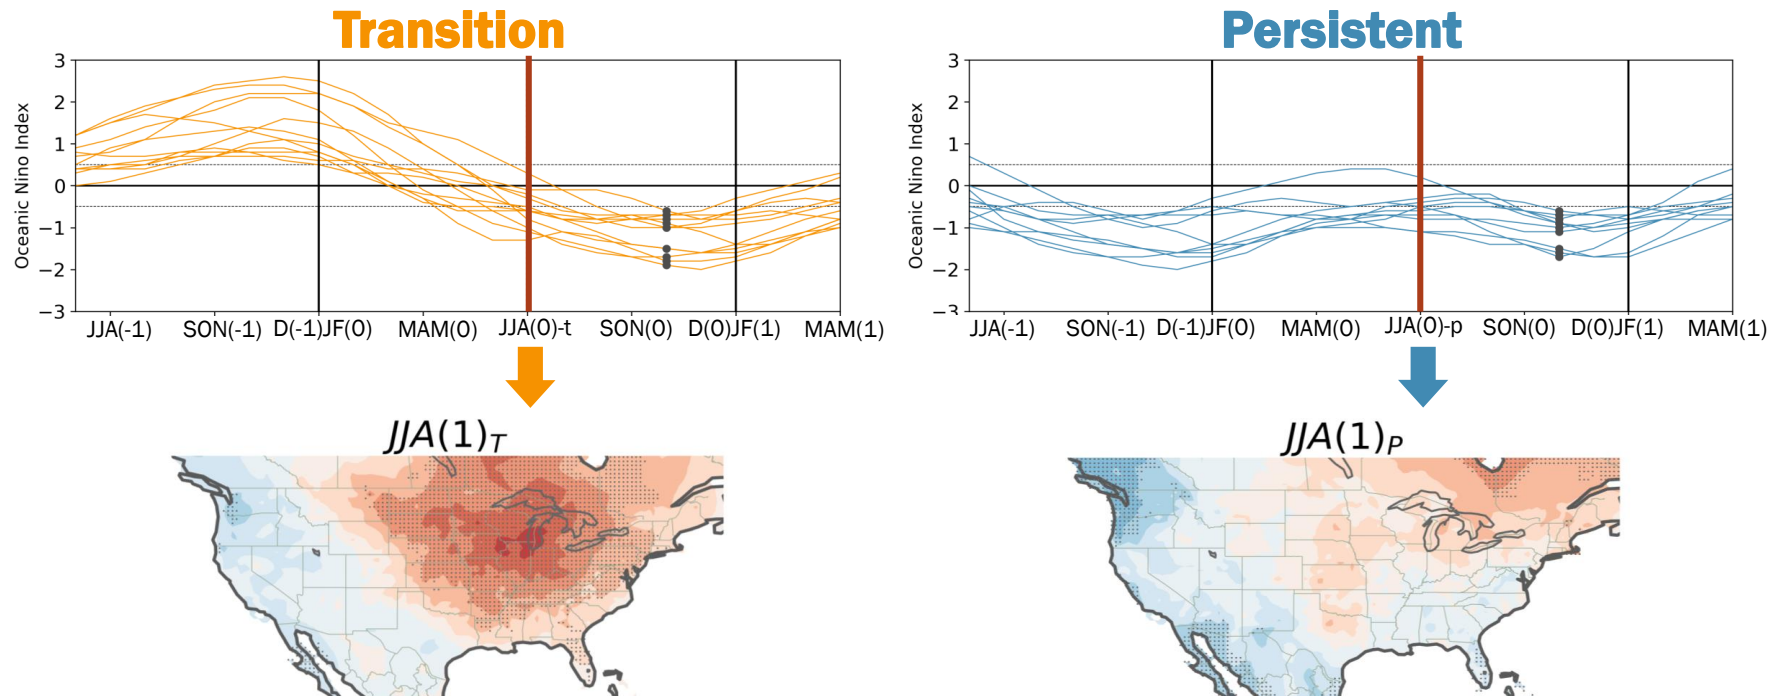 Transition
Persistent
3
2
1
0
−1
−2
−3
Oceanic Nino Index
JJA(-1)
SON(-1)
D(-1)JF(0)
MAM(0)
JJA(0)-t
SON(0)
D(0)JF(1)
MAM(1)
3
2
1
0
−1
−2
−3
Oceanic Nino Index
JJA(-1)
SON(-1)
D(-1)JF(0)
MAM(0)
JJA(0)-p
SON(0)
D(0)JF(1)
MAM(1)
JJA(1)T
JJA(1)P